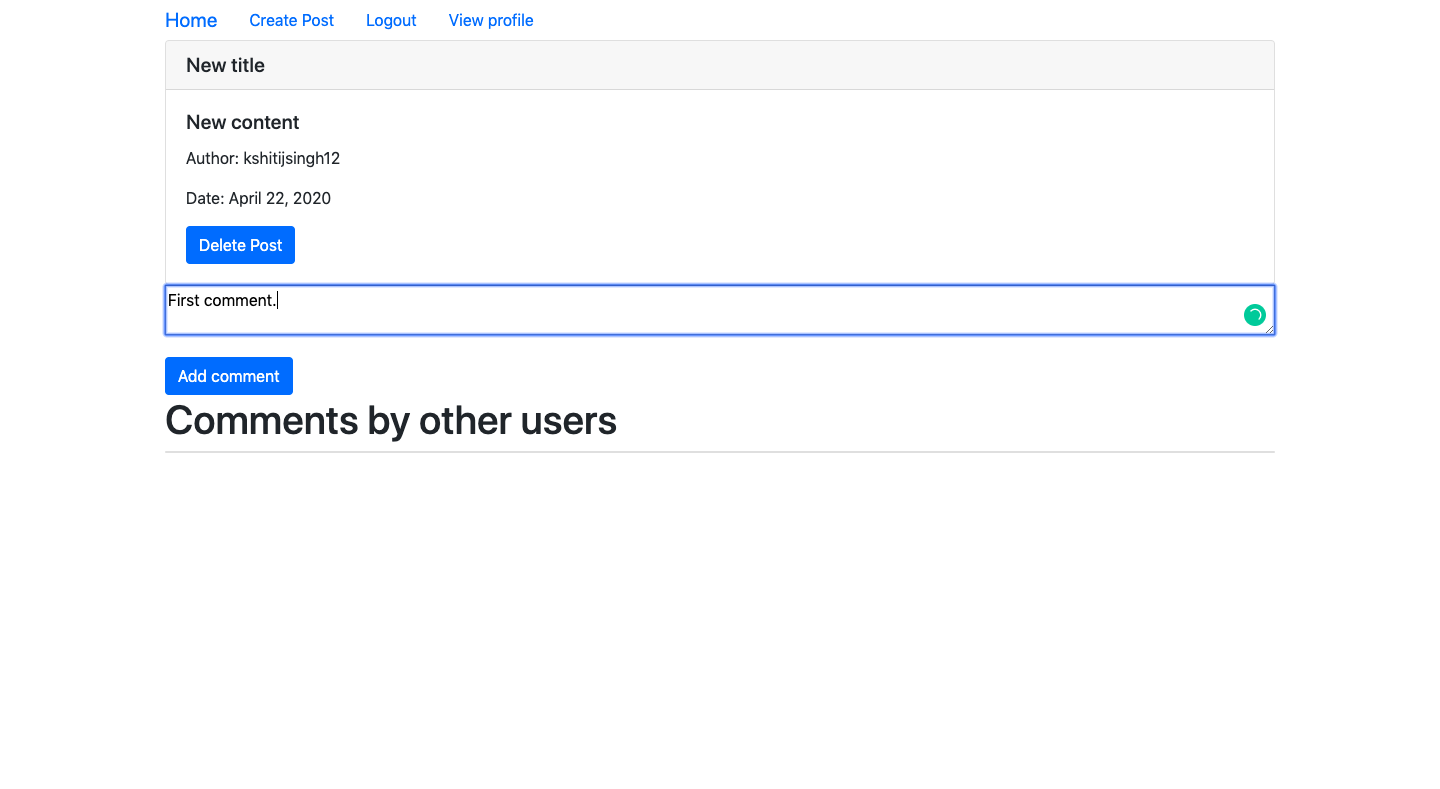 Home Create Post Logout View profile
New title
New content
Author: kshitijsingh12
Date: April 22, 2020
Delete Post
First comment.
Add comment
Comments by other users